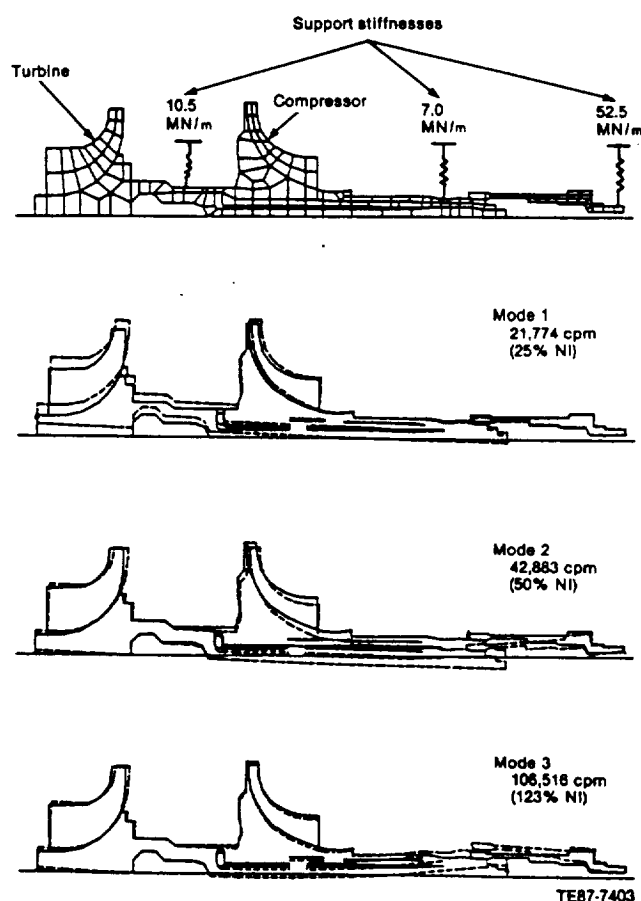 Support stiffnesses
Turbine
10.5
MN/m
Compressor
7.0
MN/m
52.5
MN/m
Mode 1
21,774 cpm
(25% NI)
Mode 2
42,883 cpm
(50% NI)
Mode 3
106,516 cpm
(123% NI)
TE87-7403